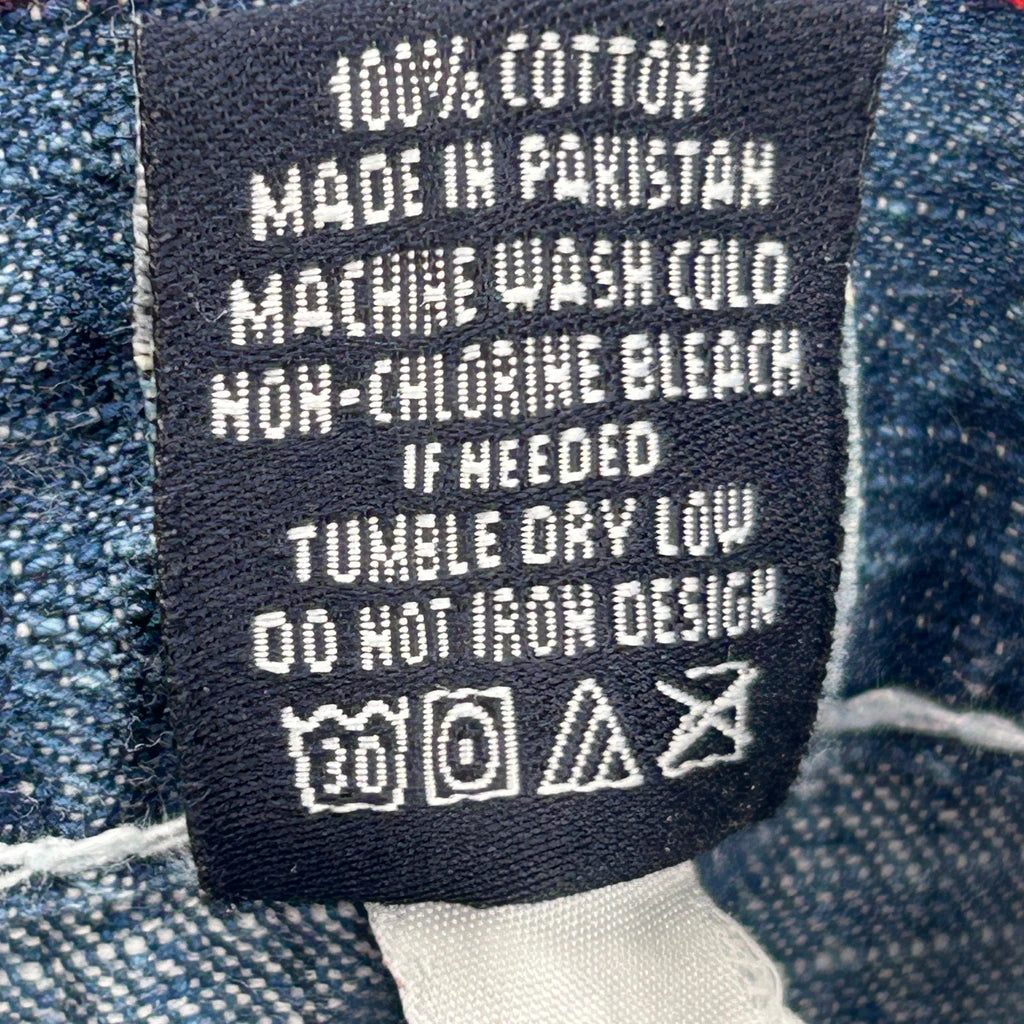 100% COTTON
MADE IN PAKISTAN
MACHINE WASH COLD
NON-CHLORINE BLEACH
IF NEEDED
TUMBLE DRY LOW
DO NOT IRON DESIGN
30